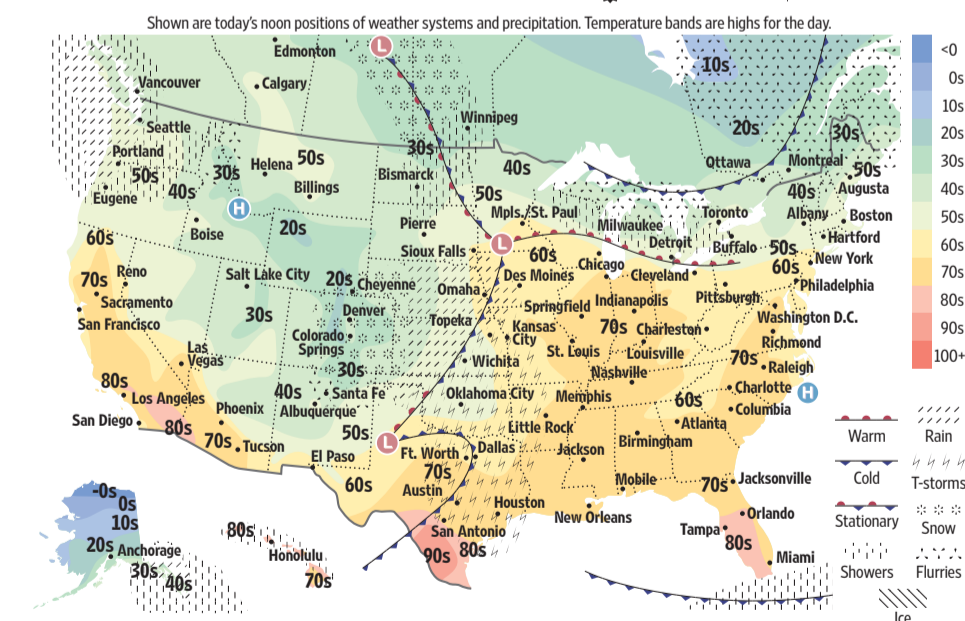 Shown are today's noon positions of weather systems and precipitation. Temperature bands are highs for the day.
L
Edmonton
<0
10s
0s
Vancouver
Calgary
10s
Seattle
Winnipeg
20s
20s
30s
Portland
50s
30s
Ottawa
Montreal
30s
50s
30s
Helena
40s
50s
40s
Bismarck
Augusta
40s
Eugene
Billings
50s
40s
H
Mpls./St. Paul
Toronto
Albany
Boston
50s
Boise
20s
Pierre
Milwaukee
60s
Sioux Falls
L
Detroit
Buffalo
50s
Hartford
60s
60s
Chicago
60s
New York
70s
Reno
Salt Lake City
20s
Cheyenne
Des Moines
Cleveland
70s
Sacramento
Omaha
Indianapolis
Pittsburgh
Philadelphia
80s
30s
Denver
Springfield
San Francisco
Topeka
Kansas
City
70s
Charleston
Washington D.C.
90s
Colorado
Springs
Las
Vegas
St. Louis
Louisville
Richmond
100+
Wichita
70s
30s
Nashville
Raleigh
80s
Los Angeles
40s
Santa Fe
Oklahoma City
Memphis
60s
Charlotte
H
Phoenix
Albuquerque
Columbia
San Diego
80s
Little Rock
Atlanta
50s
L
Birmingham
70s
Tucson
Ft. Worth
Dallas
Jackson
El Paso
70s
60s
Austin
Mobile
70s
Jacksonville
Houston
New Orleans
Orlando
San Antonio
Tampa
80s
90s
80s
Miami
-0s
0s
10s
20s
Anchorage
30s
40s
80s
Honolulu
70s
Warm
Rain
Cold
T-storms
Stationary
Snow
Showers
Flurries
Ice